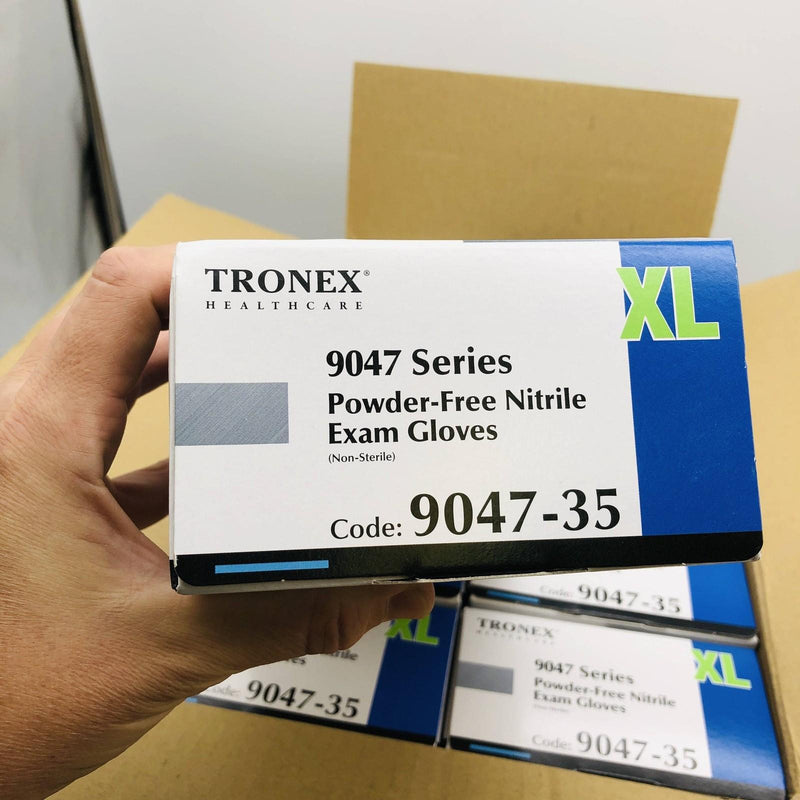 TRONEX®
HEALTHCARE
XL
9047 Series
Powder-Free Nitrile
Exam Gloves
(Non-Sterile)
Code: 9047-35
Code: 9047-35
XL
Code: 9047-35
TRONEX
HEALTHCARE
XL
9047 Series
Powder-Free Nitrile
Exam Gloves
Code: 9047-35